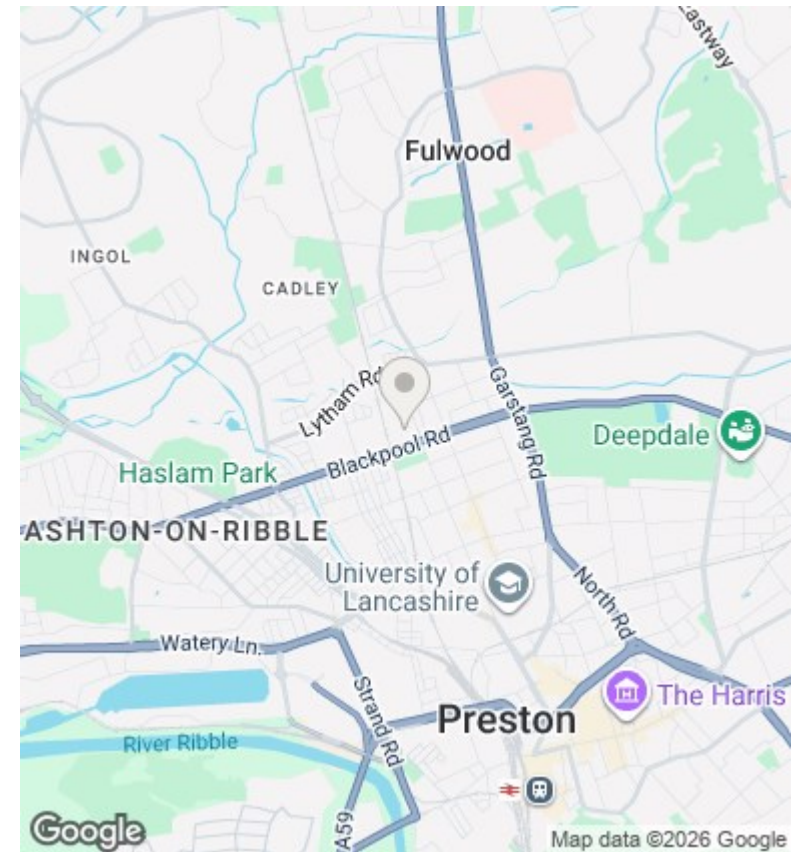 Eastway
Fulwood
INGOL
CADLEY
Lytham Rd
Garstang Rd
Blackpool Rd
Deepdale
Haslam Park
ASHTON-ON-RIBBLE
University of
Lancashire
North Rd
Watery Ln.
Strand Rd
The Harris
Preston
River Ribble
A59
Google
Map data ©2026 Google